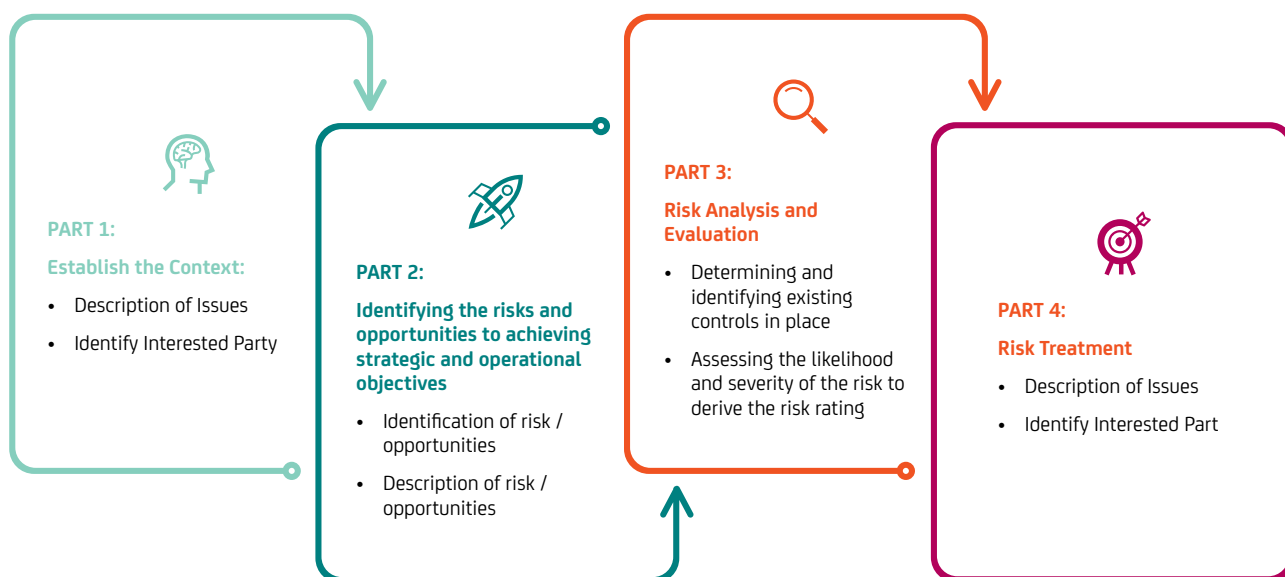 PART 1:
Establish the Context:
• Description of Issues
• Identify Interested Party
PART 2:
Identifying the risks and
opportunities to achieving
strategic and operational
objectives
• Identification of risk /
opportunities
• Description of risk /
opportunities
PART 3:
Risk Analysis and
Evaluation
• Determining and
identifying existing
controls in place
• Assessing the likelihood
and severity of the risk to
derive the risk rating
PART 4:
Risk Treatment
• Description of Issues
• Identify Interested Part